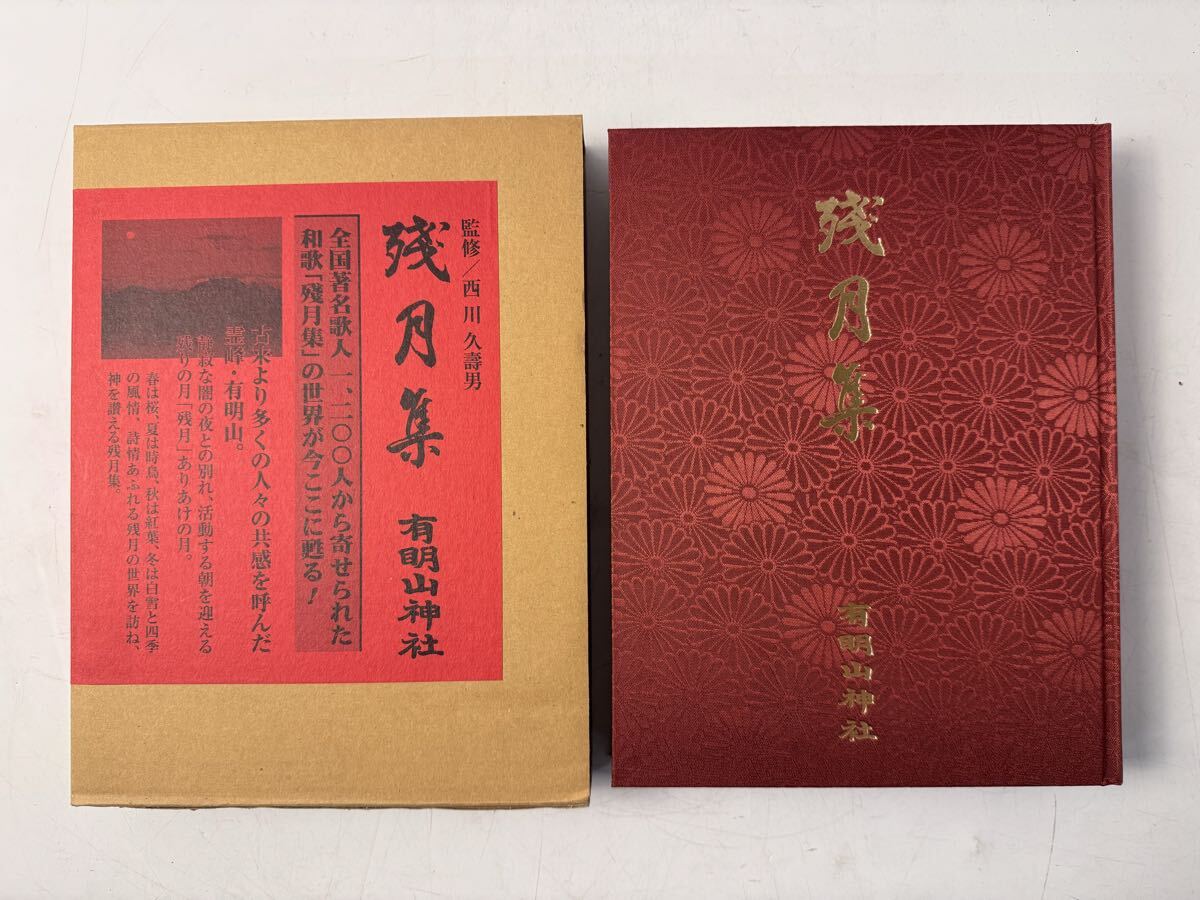 監修／西川久壽男
残月集
有明山神社
全国著名歌人一、二〇〇人から寄せられた
和歌「残月集」の世界が今ここに甦る！
古来より多くの人々の共感を呼んだ
霊峰・有明山。
静寂な闇の夜との別れ、活動する朝を迎える
残りの月「残月」ありあけの月。
春は桜、夏は時鳥、秋は紅葉、冬は白雪と四季
の風情、詩情あふれる残月の世界を訪ね、
神を讃える残月集。
残月集
有明山神社